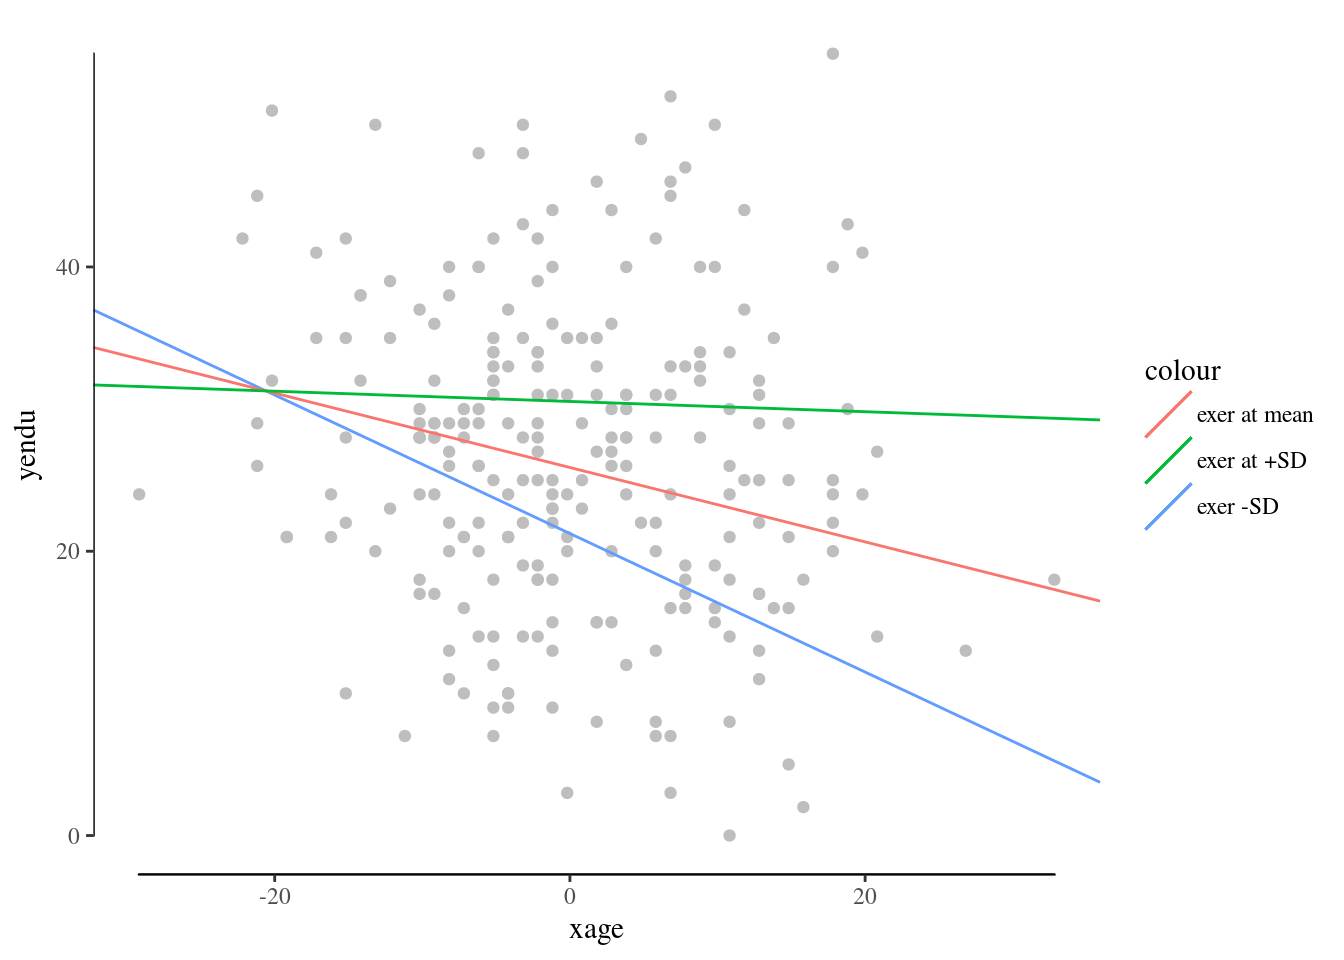 40
20
0
yendu
-20
0
20
xage
colour
exer at mean
exer at +SD
exer -SD